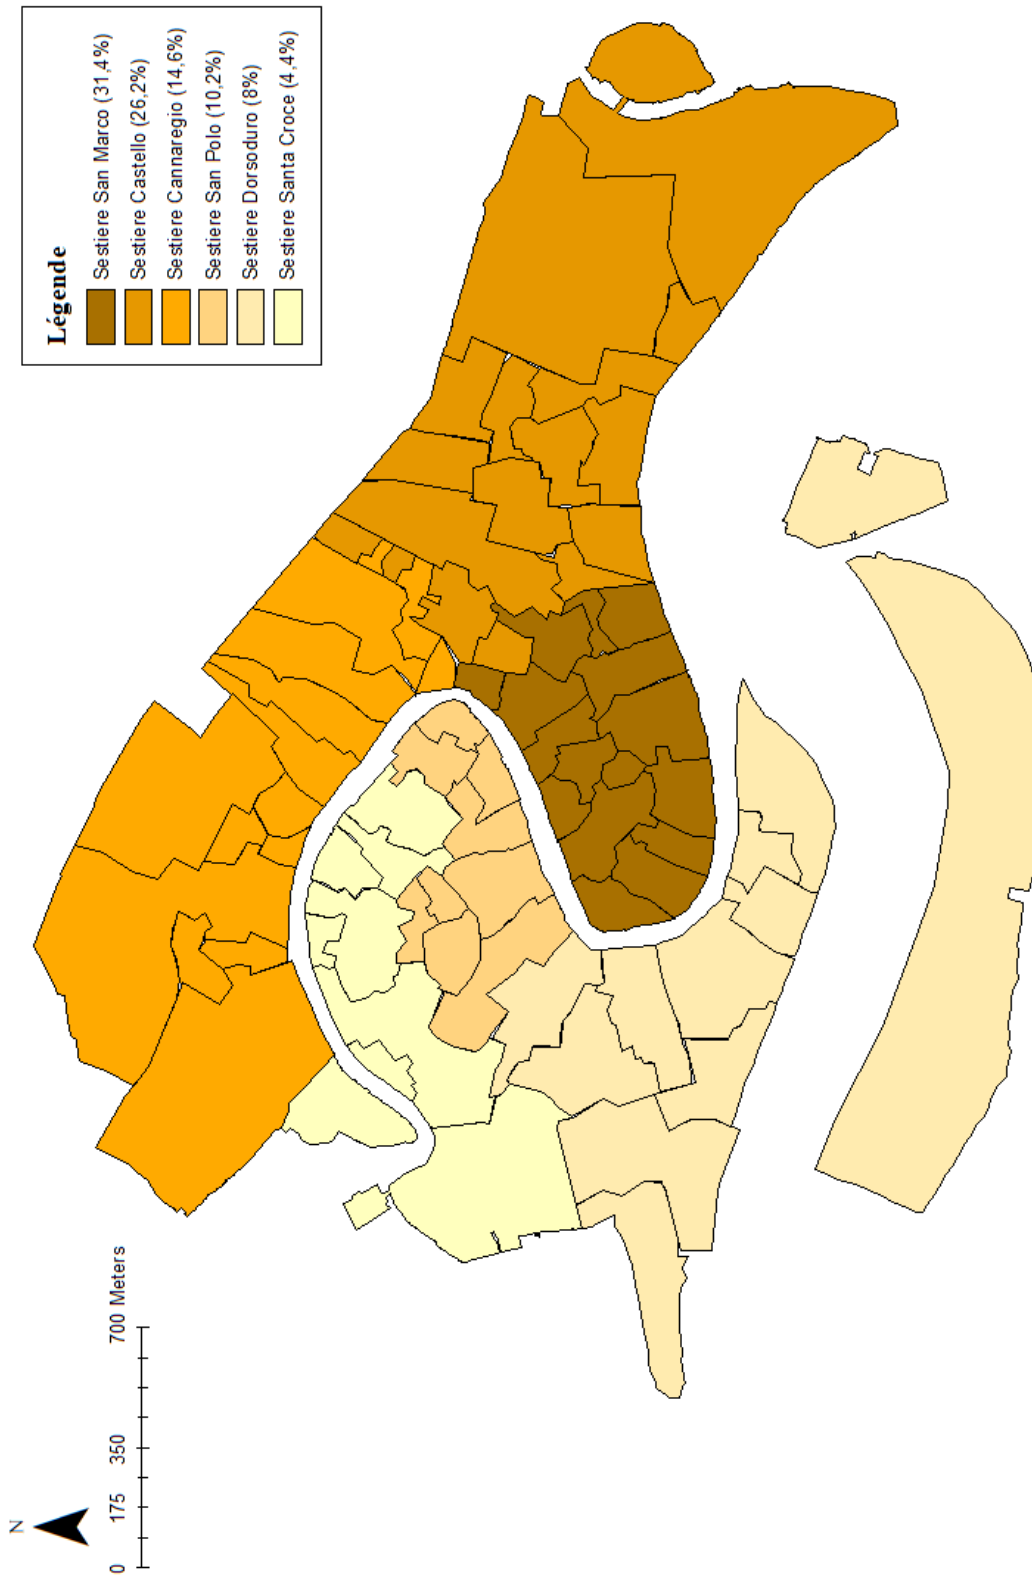 N
0 175 350 700 Meters
Légende
Sestiere San Marco (31,4%)
Sestiere Castello (26,2%)
Sestiere Cannaregio (14,6%)
Sestiere San Polo (10,2%)
Sestiere Dorsoduro (8%)
Sestiere Santa Croce (4,4%)